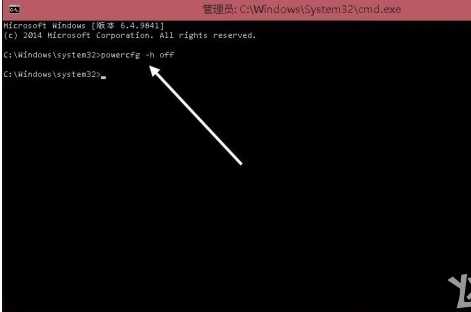 管理员: C:\Windows\System32\cmd.exe
Microsoft Windows [版本 6.4.9841]
(c) 2014 Microsoft Corporation. All rights reserved.
C:\Windows\system32>powercfg -h off
C:\Windows\system32>_